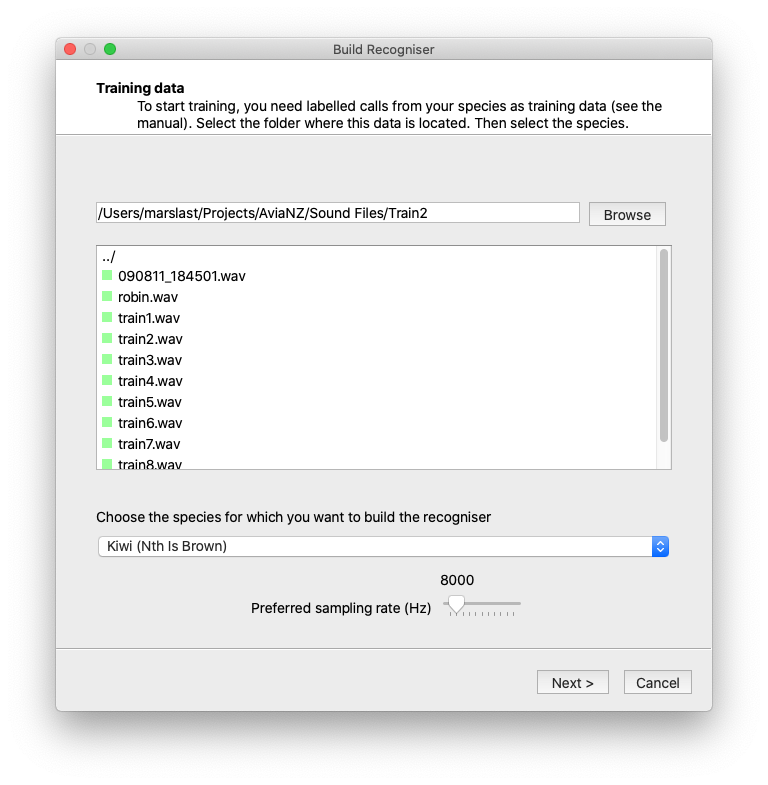 Build Recogniser
Training data
To start training, you need labelled calls from your species as training data (see the
manual). Select the folder where this data is located. Then select the species.
/Users/marslast/Projects/AviaNZ/Sound Files/Train2
Browse
../
090811_184501.wav
robin.wav
train1.wav
train2.wav
train3.wav
train4.wav
train5.wav
train6.wav
train7.wav
train8.wav
Choose the species for which you want to build the recogniser
Kiwi (Nth Is Brown)
8000
Preferred sampling rate (Hz)
Next >
Cancel